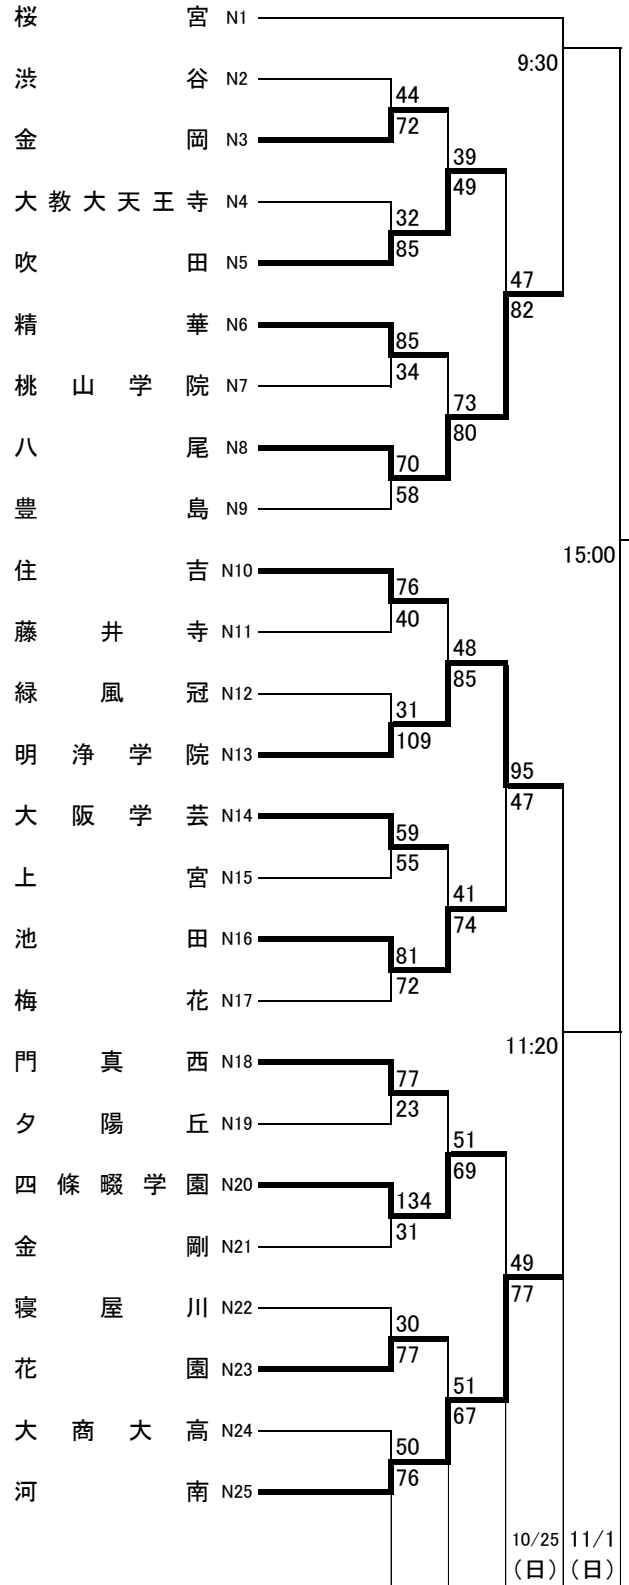 桜宮 N1
9:30
渋谷 N2
44
72
金岡 N3
39
49
大教大天王寺 N4
32
85
吹田 N5
47
82
精華 N6
85
34
桃山学院 N7
73
80
八尾 N8
70
58
豊島 N9
15:00
住吉 N10
76
40
藤井寺 N11
48
85
緑風冠 N12
31
109
明浄学院 N13
95
47
大阪学芸 N14
59
55
上宮 N15
41
74
池田 N16
81
72
梅花 N17
11:20
門真西 N18
77
23
夕陽丘 N19
51
69
四條畷学園 N20
134
31
金剛 N21
49
77
寝屋川 N22
30
77
花園 N23
51
67
大商大高 N24
50
76
河南 N25
10/25 11/1
(日) (日)